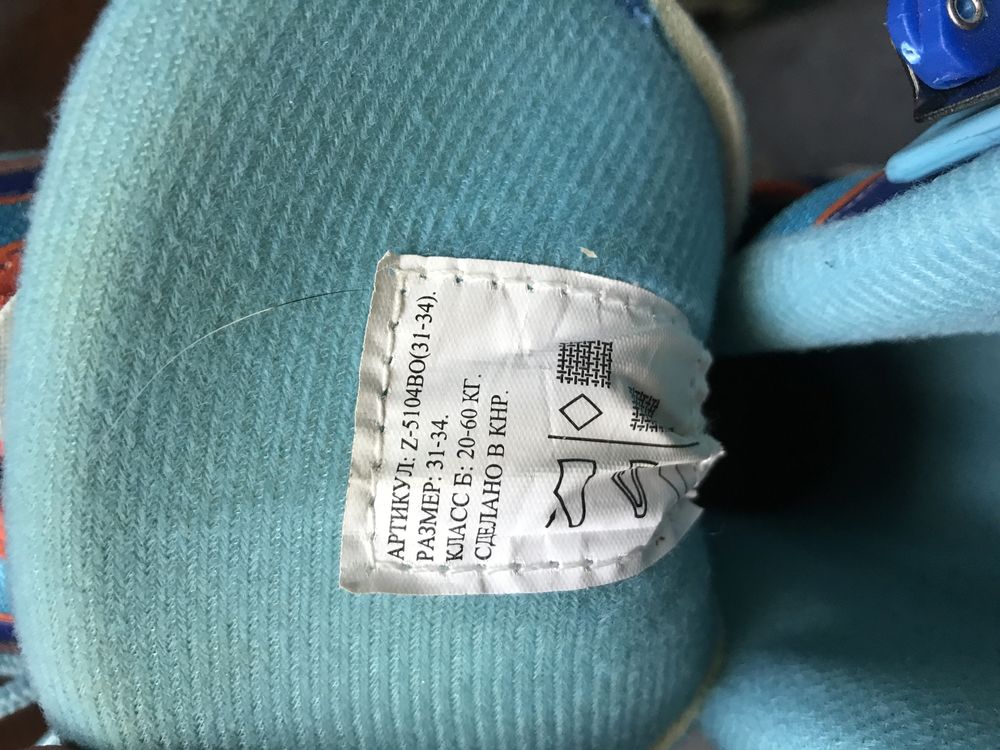 АРТИКУЛ: Z-5104BO(31-34).
РАЗМЕР: 31-34.
КЛАСС Б: 20-60 КГ.
СДЕЛАНО В КНР.